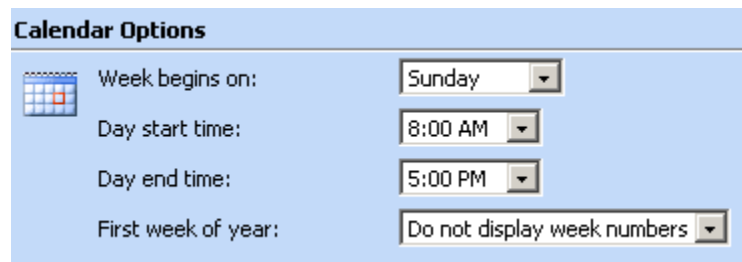 Calendar Options
Week begins on: Sunday
Day start time: 8:00 AM
Day end time: 5:00 PM
First week of year: Do not display week numbers